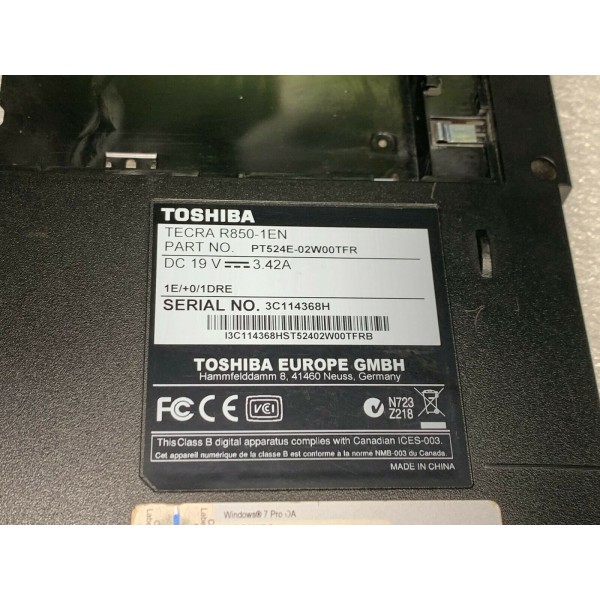 TOSHIBA
TECRA R850-1EN
PART NO. PT524E-02W00TFR
DC 19 V 3.42A
1E/+0/1DRE
SERIAL NO. 3C114368H
I3C114368HST52402W00TFRB
TOSHIBA EUROPE GMBH
Hammfelddamm 8, 41460 Neuss, Germany
FC CE VCI N723
Z218
This Class B digital apparatus complies with Canadian ICES-003.
Cet appareil numérique de la classe B est conforme à la norme NMB-003 du Canada.
MADE IN CHINA
Windows® 7 Pro OA